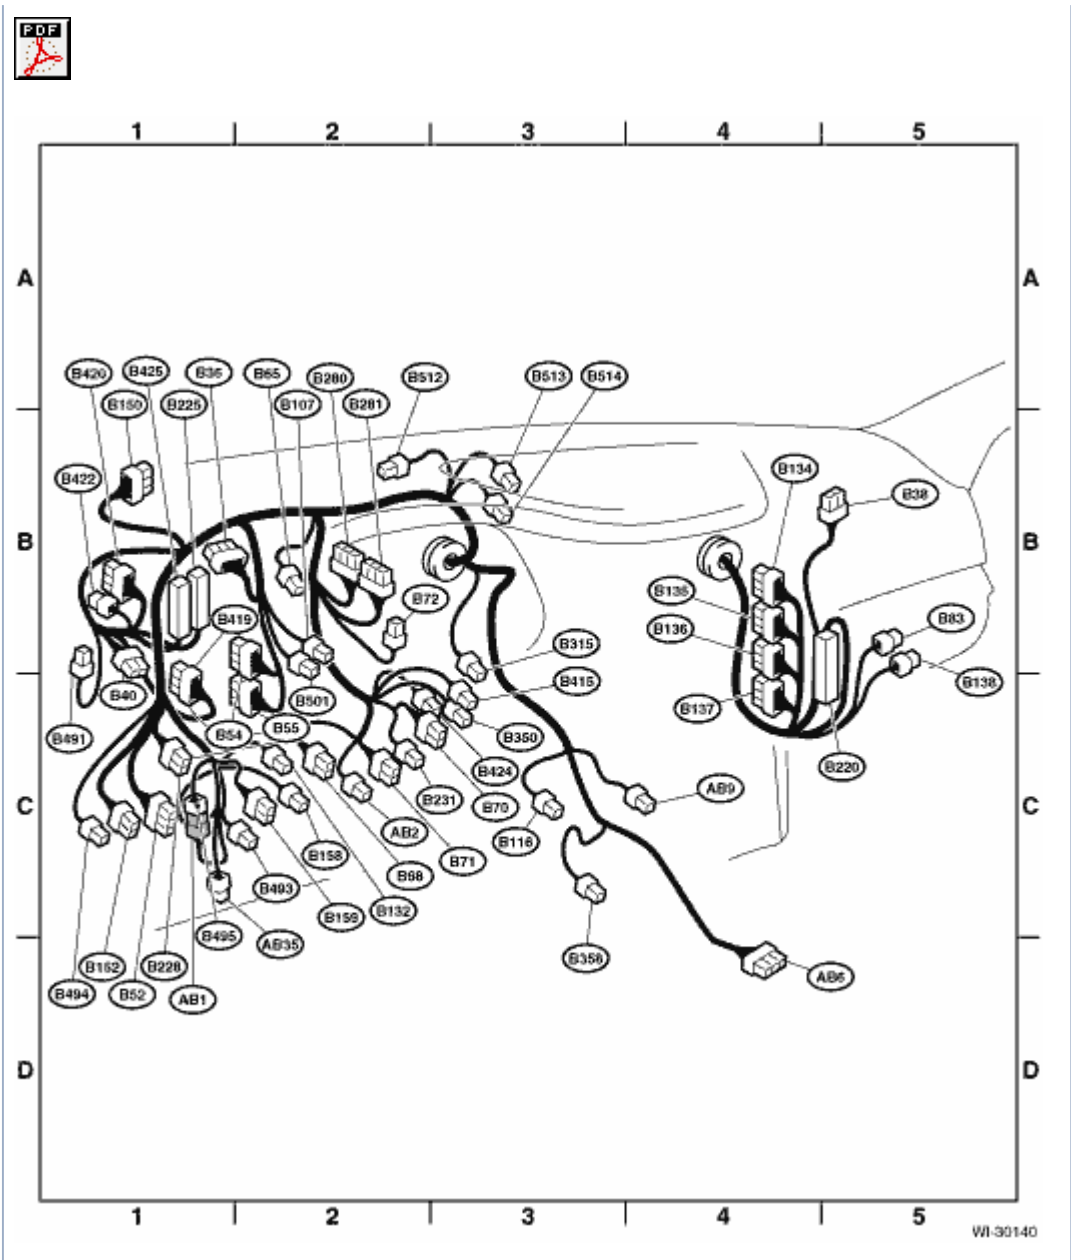 PDF
1 2 3 4 5
A A
B420 B425 B36 B65 B280 B512 B513 B514
B150 B225 B107 B281
B422 B134 B38
B B
B72 B135
B419 B136 B83
B315
B40 B501 B415 B138
B491 B54 B55 B350 B137
B424 B220
C C
B231 B70 AB9
AB2 B116
B158 B71
B493 B68
B159 B132
B495 AB35
B152 B228 B358
B494 B52 AB1 AB6
D D
1 2 3 4 5
WI-30140